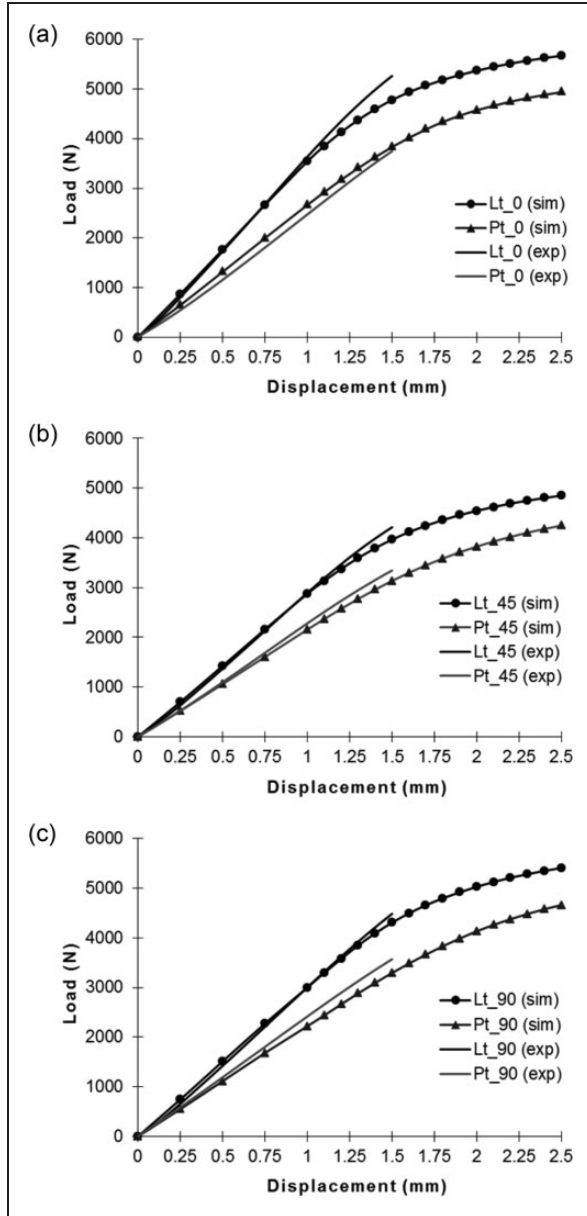 (a)
6000
5000
4000
3000
2000
1000
0
Load (N)
Lt_0 (sim)
Pt_0 (sim)
Lt_0 (exp)
Pt_0 (exp)
0 0.25 0.5 0.75 1 1.25 1.5 1.75 2 2.25 2.5
Displacement (mm)
(b)
6000
5000
4000
3000
2000
1000
0
Load (N)
Lt_45 (sim)
Pt_45 (sim)
Lt_45 (exp)
Pt_45 (exp)
0 0.25 0.5 0.75 1 1.25 1.5 1.75 2 2.25 2.5
Displacement (mm)
(c)
6000
5000
4000
3000
2000
1000
0
Load (N)
Lt_90 (sim)
Pt_90 (sim)
Lt_90 (exp)
Pt_90 (exp)
0 0.25 0.5 0.75 1 1.25 1.5 1.75 2 2.25 2.5
Displacement (mm)